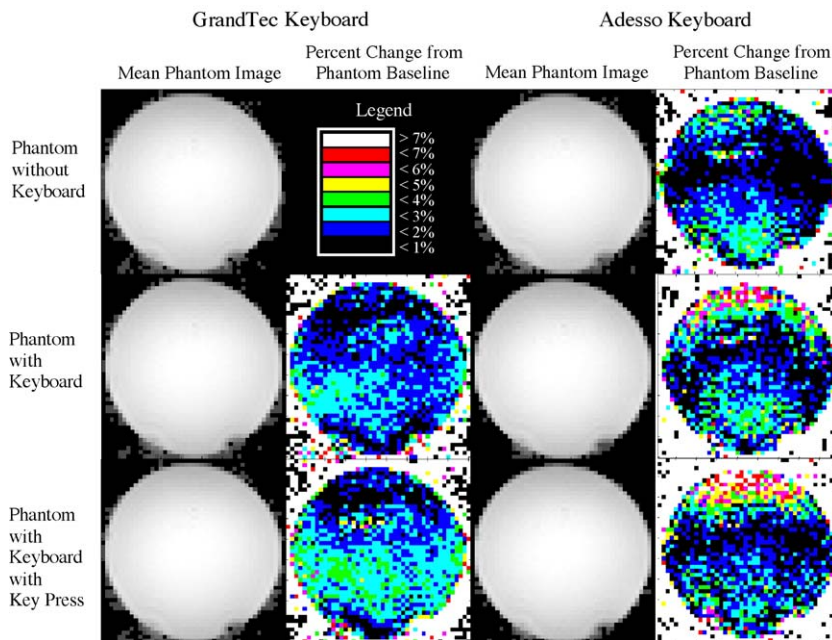 GrandTec Keyboard
Adesso Keyboard
Mean Phantom Image
Percent Change from
Phantom Baseline
Mean Phantom Image
Percent Change from
Phantom Baseline
Phantom
without
Keyboard
Legend
> 7%
< 7%
< 6%
< 5%
< 4%
< 3%
< 2%
< 1%
Phantom
with
Keyboard
Phantom
with
Keyboard
with
Key Press